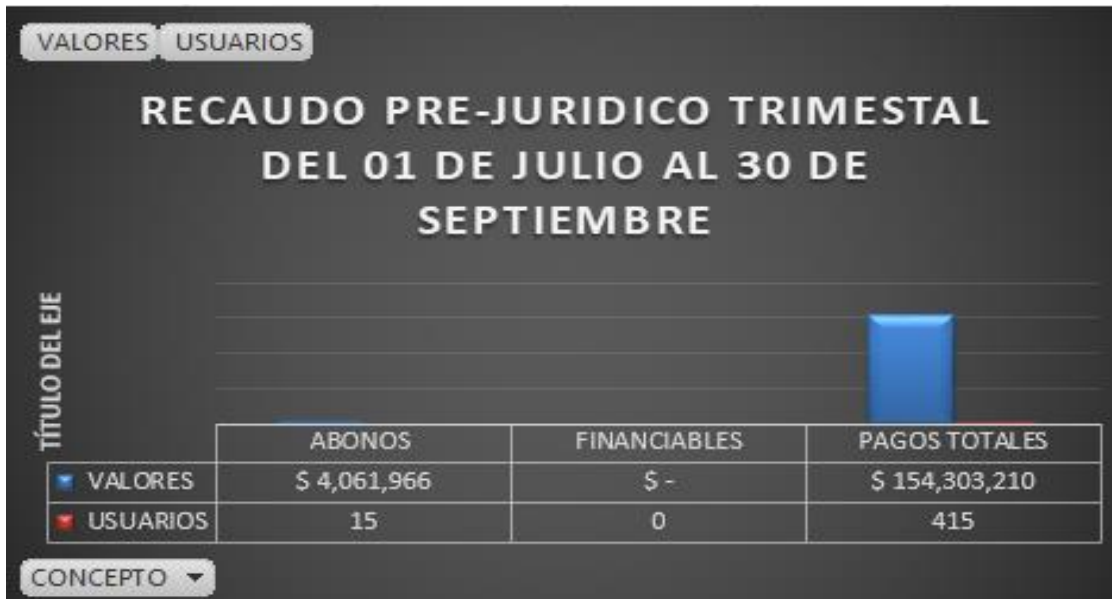 VALORES USUARIOS
RECAUDO PRE-JURIDICO TRIMESTAL
DEL 01 DE JULIO AL 30 DE
SEPTIEMBRE
TÍTULO DEL EJE
ABONOS FINANCIABLES PAGOS TOTALES
VALORES $ 4,061,966 $ - $ 154,303,210
USUARIOS 15 0 415
CONCEPTO